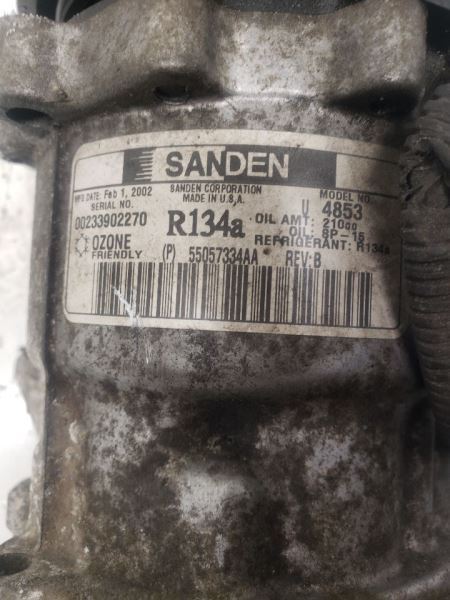 SANDEN
MFG DATE: Feb 1, 2002 SANDEN CORPORATION MODEL NO.
SERIAL NO. MADE IN U.S.A. U 4853
00233902270 R134a OIL AMT: 210cc
OIL: SP-15
OZONE REFRIGERANT: R134a
FRIENDLY (P) 55057334AA REV:B